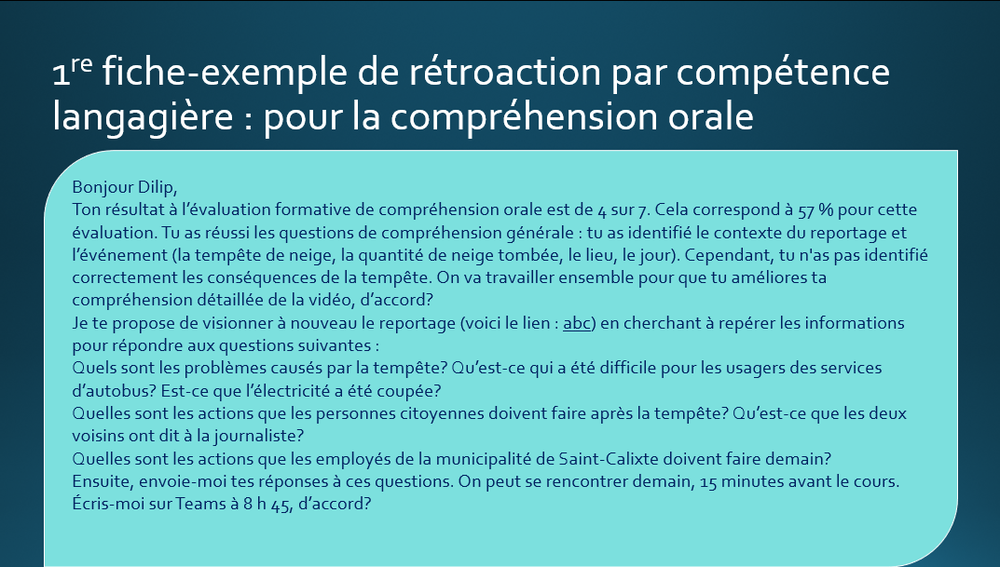 1re fiche-exemple de rétroaction par compétence
langagière : pour la compréhension orale
Bonjour Dilip,
Ton résultat à l’évaluation formative de compréhension orale est de 4 sur 7. Cela correspond à 57 % pour cette
évaluation. Tu as réussi les questions de compréhension générale : tu as identifié le contexte du reportage et
l’événement (la tempête de neige, la quantité de neige tombée, le lieu, le jour). Cependant, tu n'as pas identifié
correctement les conséquences de la tempête. On va travailler ensemble pour que tu améliores ta
compréhension détaillée de la vidéo, d’accord?
Je te propose de visionner à nouveau le reportage (voici le lien : abc) en cherchant à repérer les informations
pour répondre aux questions suivantes :
Quels sont les problèmes causés par la tempête? Qu’est-ce qui a été difficile pour les usagers des services
d’autobus? Est-ce que l’électricité a été coupée?
Quelles sont les actions que les personnes citoyennes doivent faire après la tempête? Qu’est-ce que les deux
voisins ont dit à la journaliste?
Quelles sont les actions que les employés de la municipalité de Saint-Calixte doivent faire demain?
Ensuite, envoie-moi tes réponses à ces questions. On peut se rencontrer demain, 15 minutes avant le cours.
Écris-moi sur Teams à 8 h 45, d’accord?